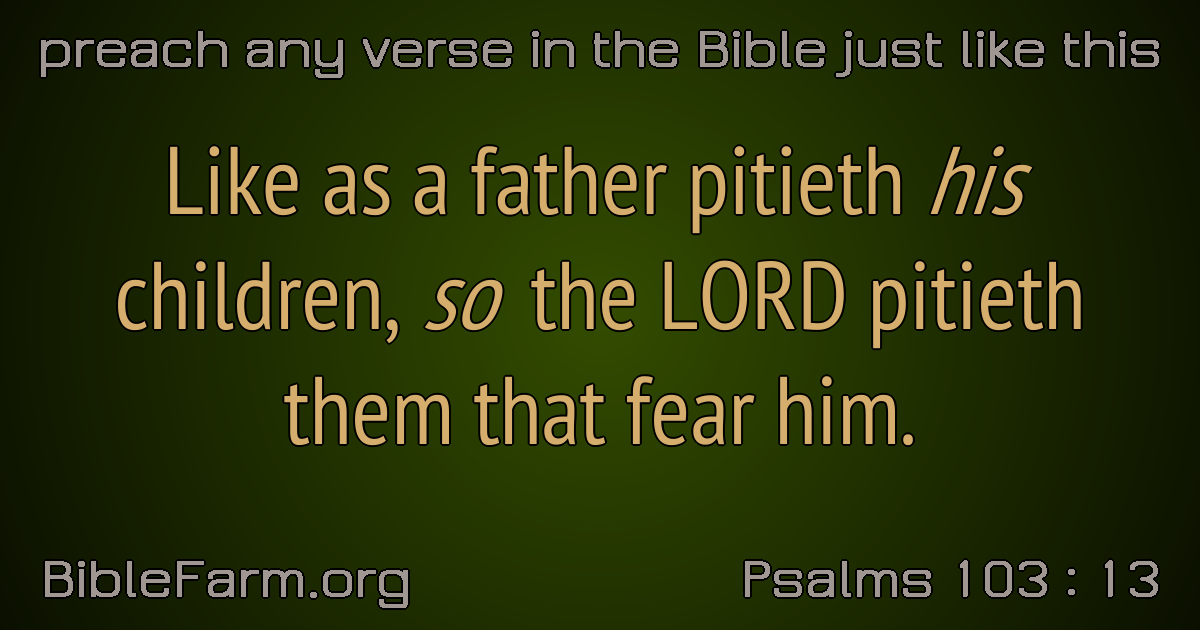 preach any verse in the Bible just like this
Like as a father pitieth his
children, so the LORD pitieth
them that fear him.
BibleFarm.org
Psalms 103 : 13